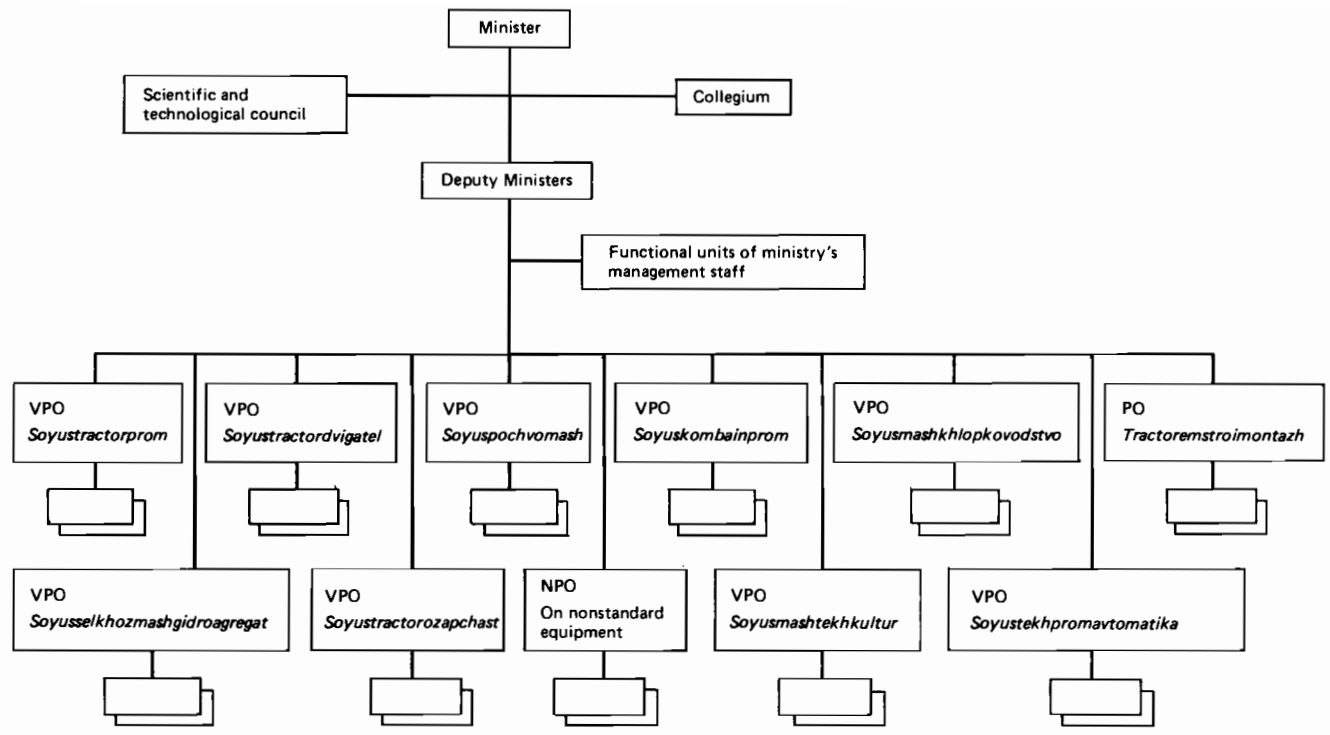 Minister
Scientific and
technological council
Collegium
Deputy Ministers
Functional units of ministry's
management staff
VPO
Soyustractorprom
VPO
Soyustractordvigatel
VPO
Soyuspochvomash
VPO
Soyuskombainprom
VPO
Soyusmashkhlopkovodstvo
PO
Tractoremstroimontazh
VPO
Soyusselkhozmashgidroagregat
VPO
Soyustractorozapchast
NPO
On nonstandard
equipment
VPO
Soyusmashtekhkultur
VPO
Soyustekhpromavtomatika